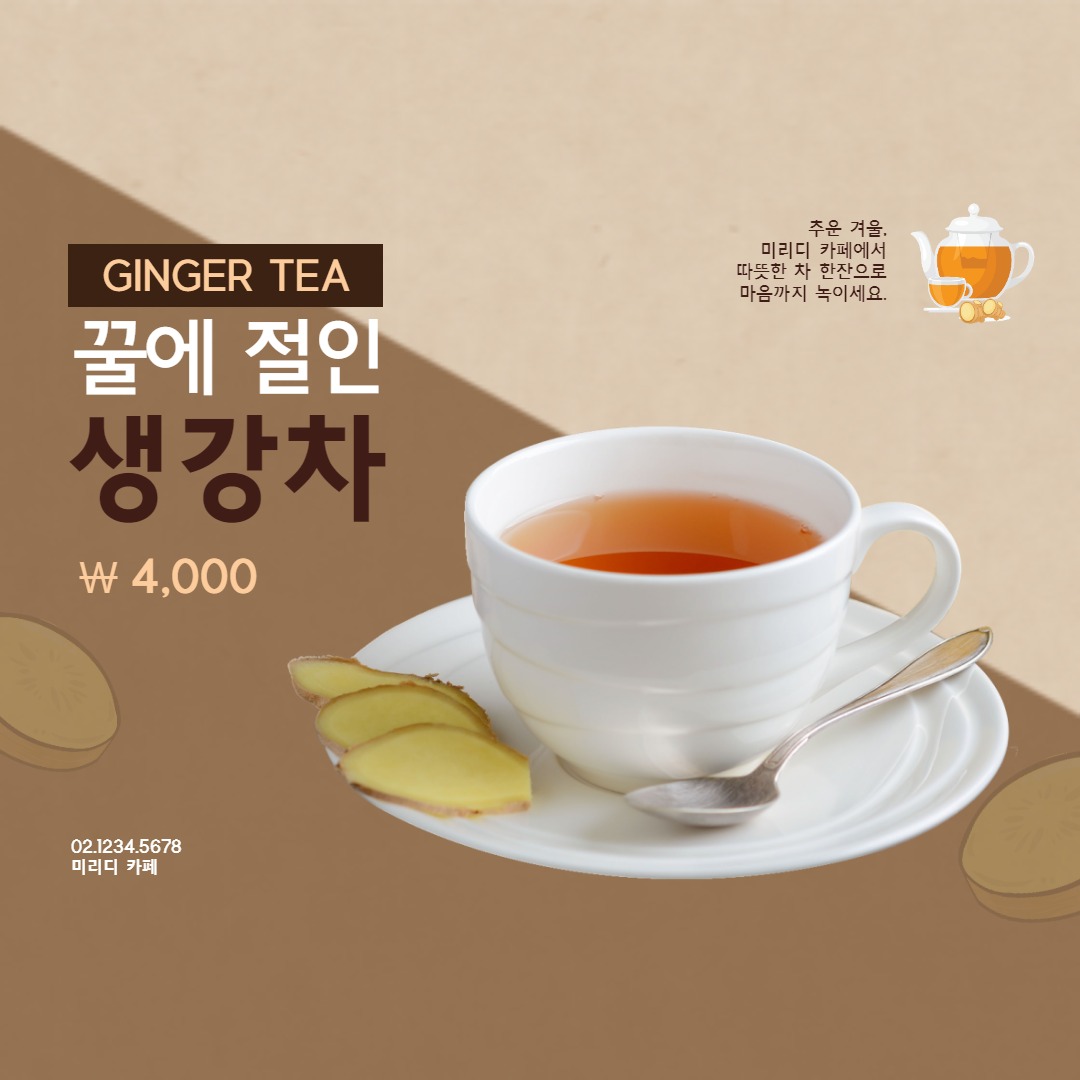 GINGER TEA
꿀에 절인
생강차
₩ 4,000
추운 겨울,
미리디 카페에서
따뜻한 차 한잔으로
마음까지 녹이세요.
02.1234.5678
미리디 카페